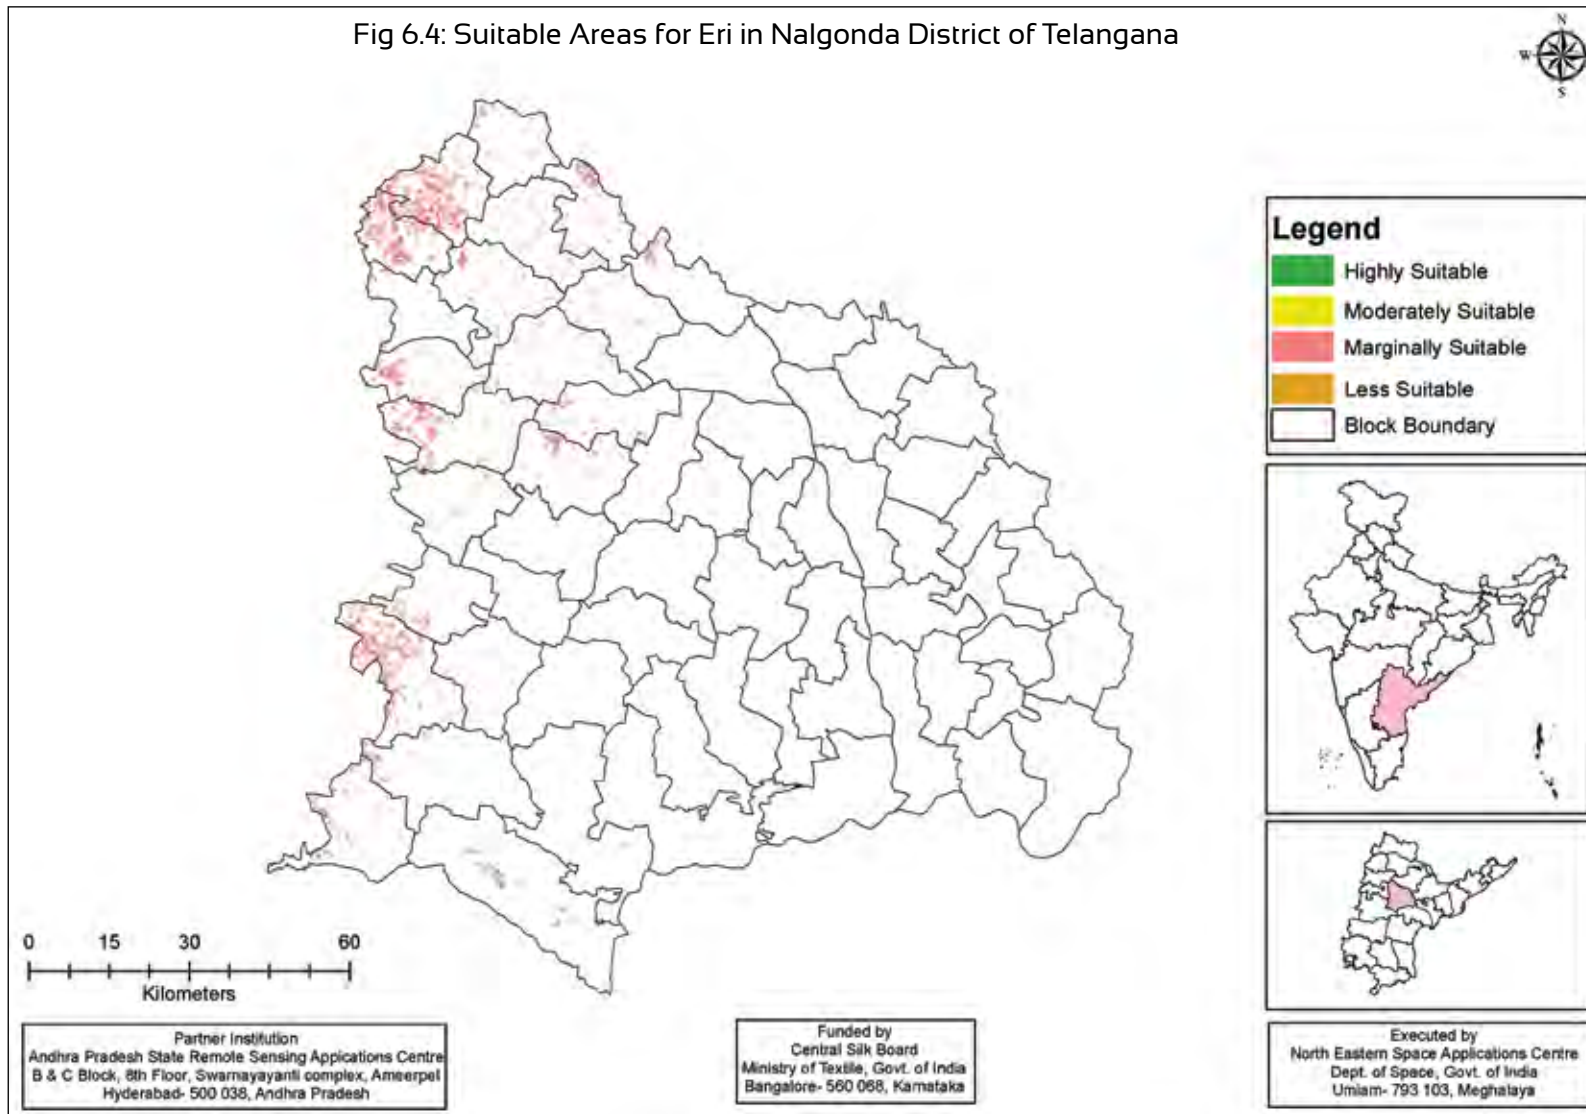 Fig 6.4: Suitable Areas for Eri in Nalgonda District of Telangana
N
W
S
Legend
Highly Suitable
Moderately Suitable
Marginally Suitable
Less Suitable
Block Boundary
0 15 30 60
Kilometers
Partner Institution
Andhra Pradesh State Remote Sensing Appications Centre
B & C Block, 8th Floor, Swarnayayanti complex, Ameerpet
Hyderabad- 500 038, Andhra Pradesh
Funded by
Central Silk Board
Ministry of Textile, Govt. of India
Bangalore- 560 068, Karnataka
Executed by
North Eastern Space Applications Centre
Dept. of Space, Govt. of India
Umiam- 793 103, Meghalaya